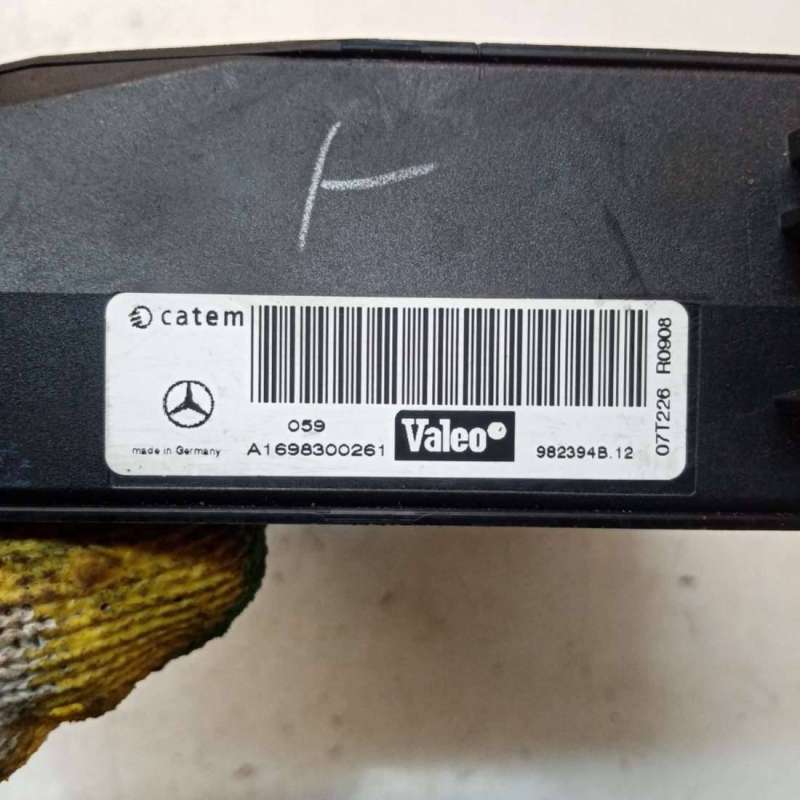 catem
059
A1698300261
made in Germany
Valeo
982394B.12
07T226 R0908